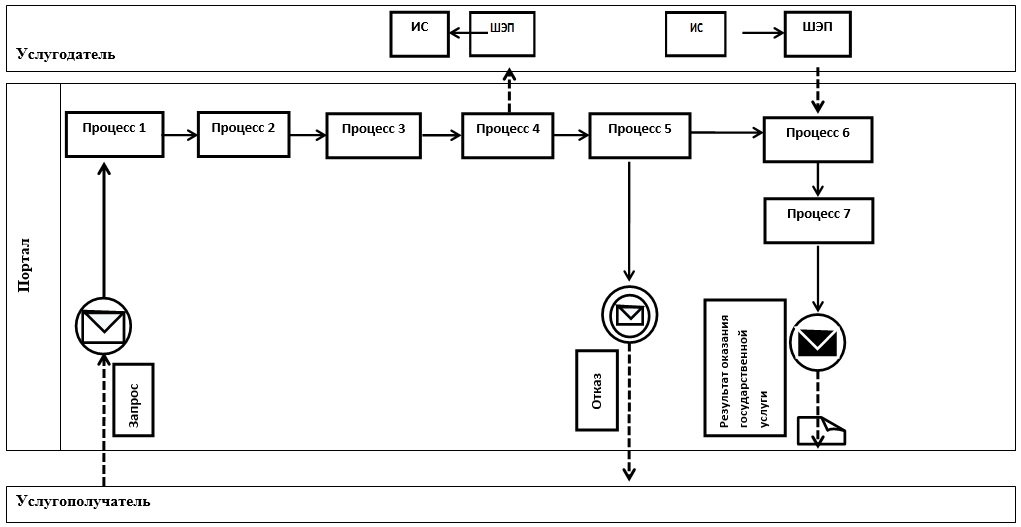 Услугодатель
ИС
ШЭП
ИС
ШЭП
Портал
Процесс 1
Процесс 2
Процесс 3
Процесс 4
Процесс 5
Процесс 6
Процесс 7
Запрос
Отказ
Результат оказания
государственной
услуги
Услугополучатель